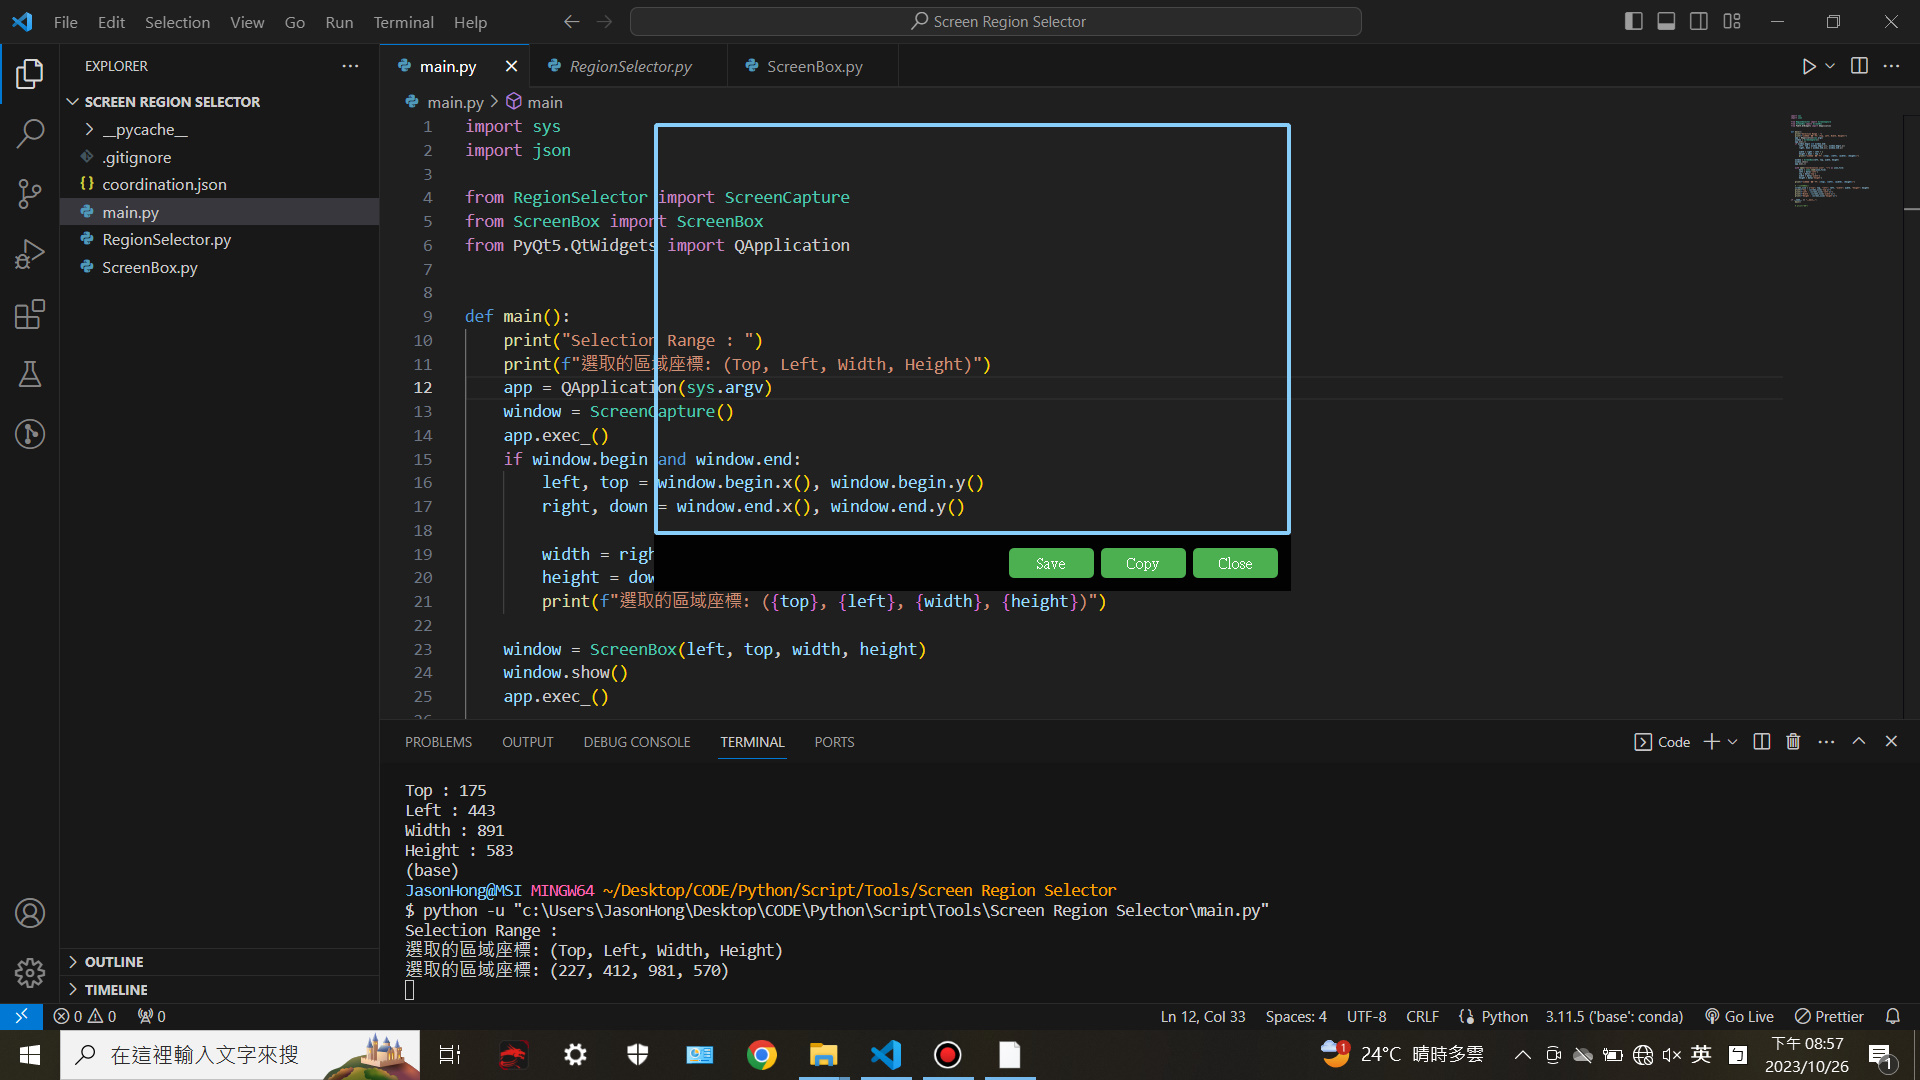 File Edit Selection View Go Run Terminal Help
Screen Region Selector
EXPLORER
SCREEN REGION SELECTOR
__pycache__
.gitignore
coordination.json
main.py
RegionSelector.py
ScreenBox.py
OUTLINE
TIMELINE
main.py RegionSelector.py ScreenBox.py
main.py > main
1 import sys
2 import json
3
4 from RegionSelector import ScreenCapture
5 from ScreenBox import ScreenBox
6 from PyQt5.QtWidgets import QApplication
7
8
9 def main():
10 print("Selection Range : ")
11 print(f"選取的區域座標: (Top, Left, Width, Height)")
12 app = QApplication(sys.argv)
13 window = ScreenCapture()
14 app.exec_()
15 if window.begin and window.end:
16 left, top = window.begin.x(), window.begin.y()
17 right, down = window.end.x(), window.end.y()
18
19 width = righ
20 height = dow
21 print(f"選取的區域座標: ({top}, {left}, {width}, {height})")
22
23 window = ScreenBox(left, top, width, height)
24 window.show()
25 app.exec_()
Save Copy Close
PROBLEMS OUTPUT DEBUG CONSOLE TERMINAL PORTS
Code
Top : 175
Left : 443
Width : 891
Height : 583
(base)
JasonHong@MSI MINGW64 ~/Desktop/CODE/Python/Script/Tools/Screen Region Selector
$ python -u "c:\Users\JasonHong\Desktop\CODE\Python\Script\Tools\Screen Region Selector\main.py"
Selection Range :
選取的區域座標: (Top, Left, Width, Height)
選取的區域座標: (227, 412, 981, 570)
0 0 0
Ln 12, Col 33 Spaces: 4 UTF-8 CRLF Python 3.11.5 ('base': conda) Go Live Prettier
在這裡輸入文字來搜
1 24°C 晴時多雲 英 下午 08:57
2023/10/26
1